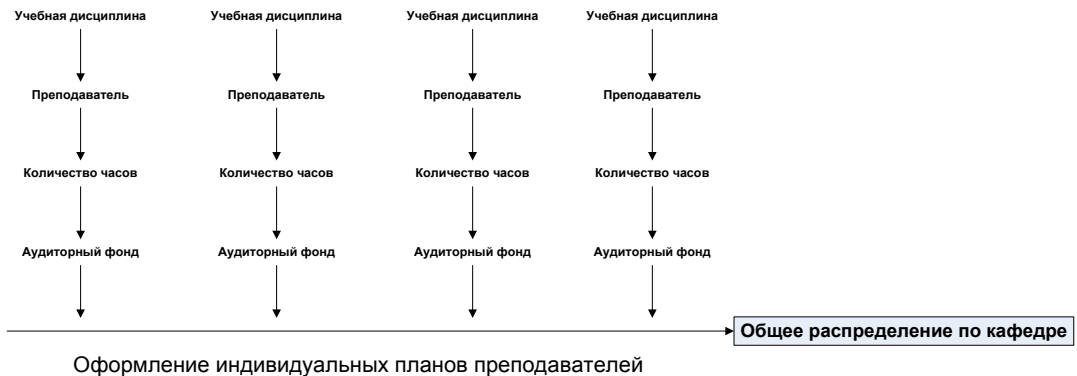 Учебная дисциплина Учебная дисциплина Учебная дисциплина Учебная дисциплина
Преподаватель Преподаватель Преподаватель Преподаватель
Количество часов Количество часов Количество часов Количество часов
Аудиторный фонд Аудиторный фонд Аудиторный фонд Аудиторный фонд
Общее распределение по кафедре
Оформление индивидуальных планов преподавателей